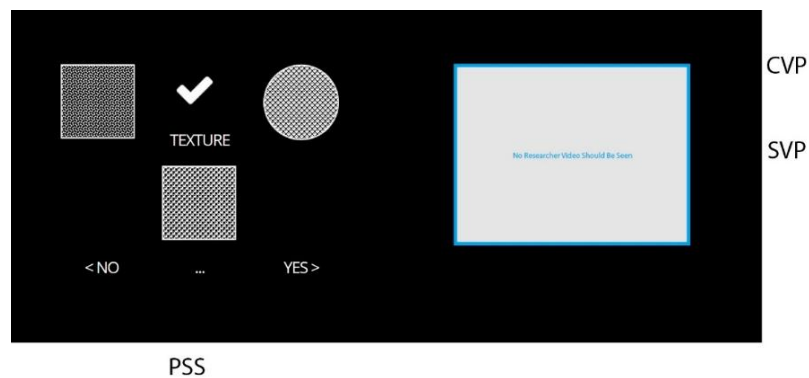 CVP
TEXTURE
No Researcher Video Should Be Seen
SVP
< NO
...
YES >
PSS